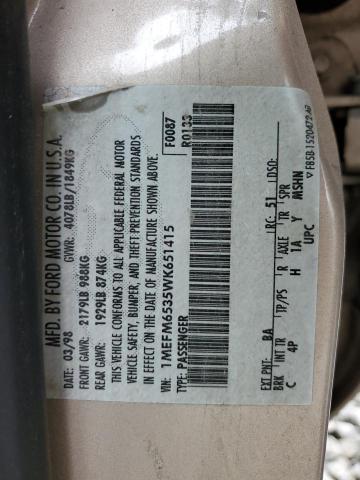 MFD. BY FORD MOTOR CO. IN U.S.A.
DATE: 03/98 GVWR: 4078LB/1849KG
FRONT GAWR: 2179LB 988KG
REAR GAWR: 1929LB 874KG
THIS VEHICLE CONFORMS TO ALL APPLICABLE FEDERAL MOTOR
VEHICLE SAFETY, BUMPER, AND THEFT PREVENTION STANDARDS
IN EFFECT ON THE DATE OF MANUFACTURE SHOWN ABOVE.
VIN: 1MEFM6535WK651415
TYPE: PASSENGER
F0087
R0133
EXT PNT: BA RC: 51 DSO:
BRK INT TR TP/PS R AXLE TR SPR
C 4P H 1A Y MSHN
UPC
F85B-1520472-AB